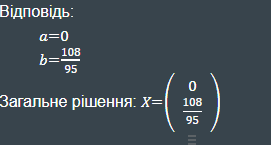 Відповідь:
a=0
b=108/95
Загальне рішення: X=(0
108/95)